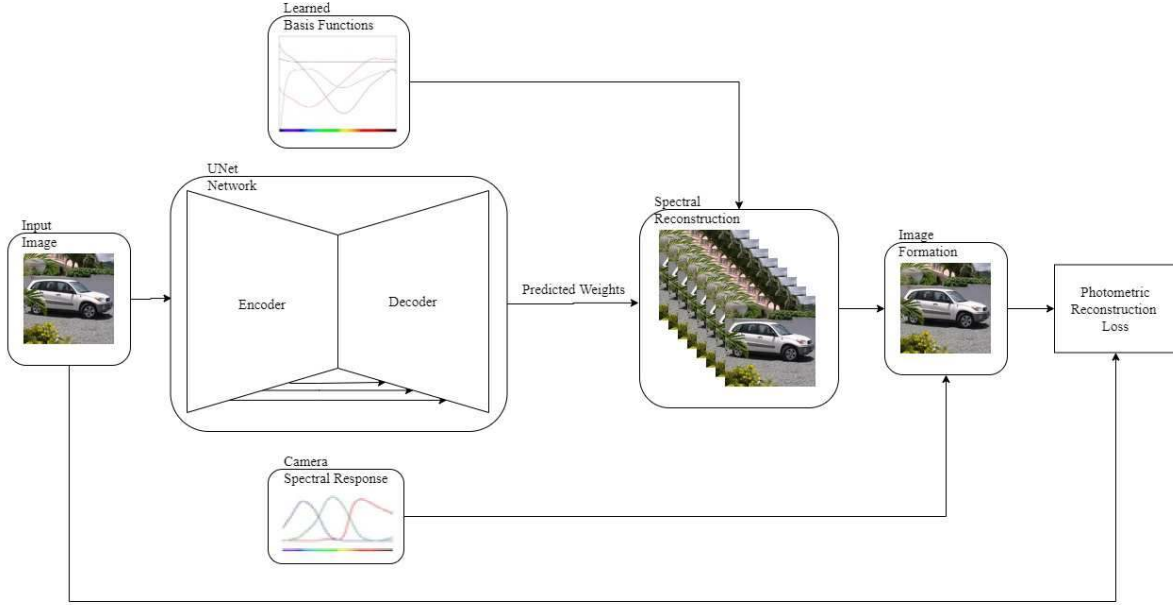 Learned
Basis Functions
UNet
Network
Input
Image
Encoder
Decoder
Predicted Weights
Spectral
Reconstruction
Image
Formation
Photometric
Reconstruction
Loss
Camera
Spectral Response